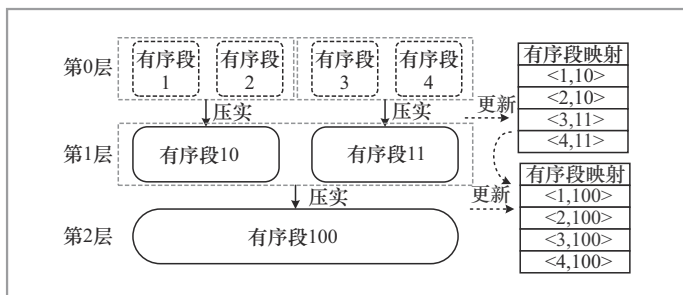 第0层
有序段
1
有序段
2
有序段
3
有序段
4
压实
压实
更新
第1层
有序段10
有序段11
压实
更新
第2层
有序段100
有序段映射
<1,10>
<2,10>
<3,11>
<4,11>
有序段映射
<1,100>
<2,100>
<3,100>
<4,100>